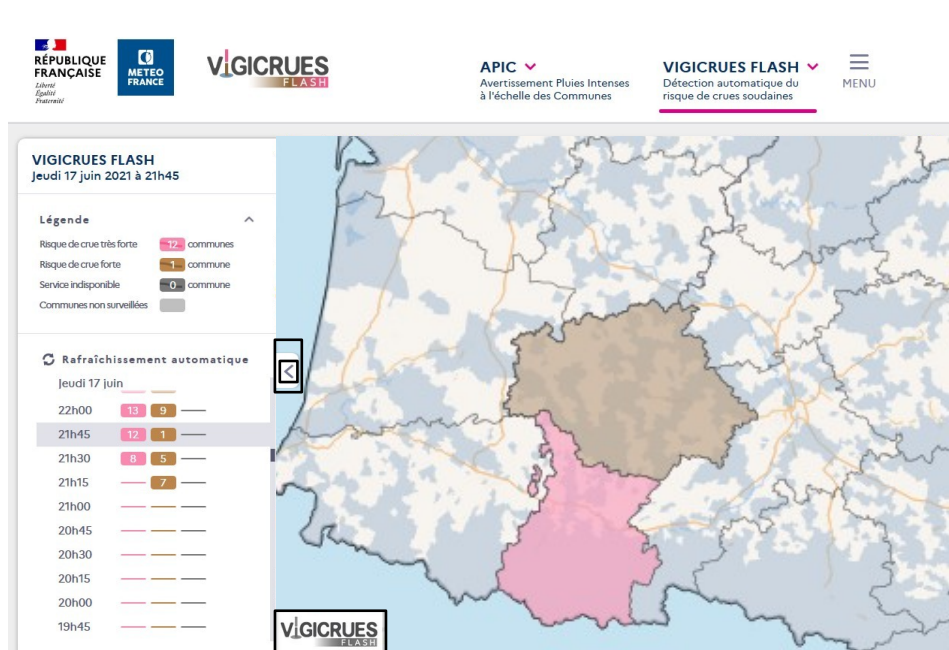 RÉPUBLIQUE
FRANÇAISE
Liberté
Égalité
Fraternité
METEO
FRANCE
VIGICRUES
FLASH
APIC
Avertissement Pluies Intenses
à l'échelle des Communes
VIGICRUES FLASH
Détection automatique du
risque de crues soudaines
MENU
VIGICRUES FLASH
Jeudi 17 juin 2021 à 21h45
Légende
Risque de crue très forte 12 communes
Risque de crue forte 1 commune
Service indisponible 0 commune
Communes non surveillées
Rafraîchissement automatique
Jeudi 17 juin
22h00 13 9
21h45 12 1
21h30 8 5
21h15 7
21h00
20h45
20h30
20h15
20h00
19h45
VIGICRUES
FLASH